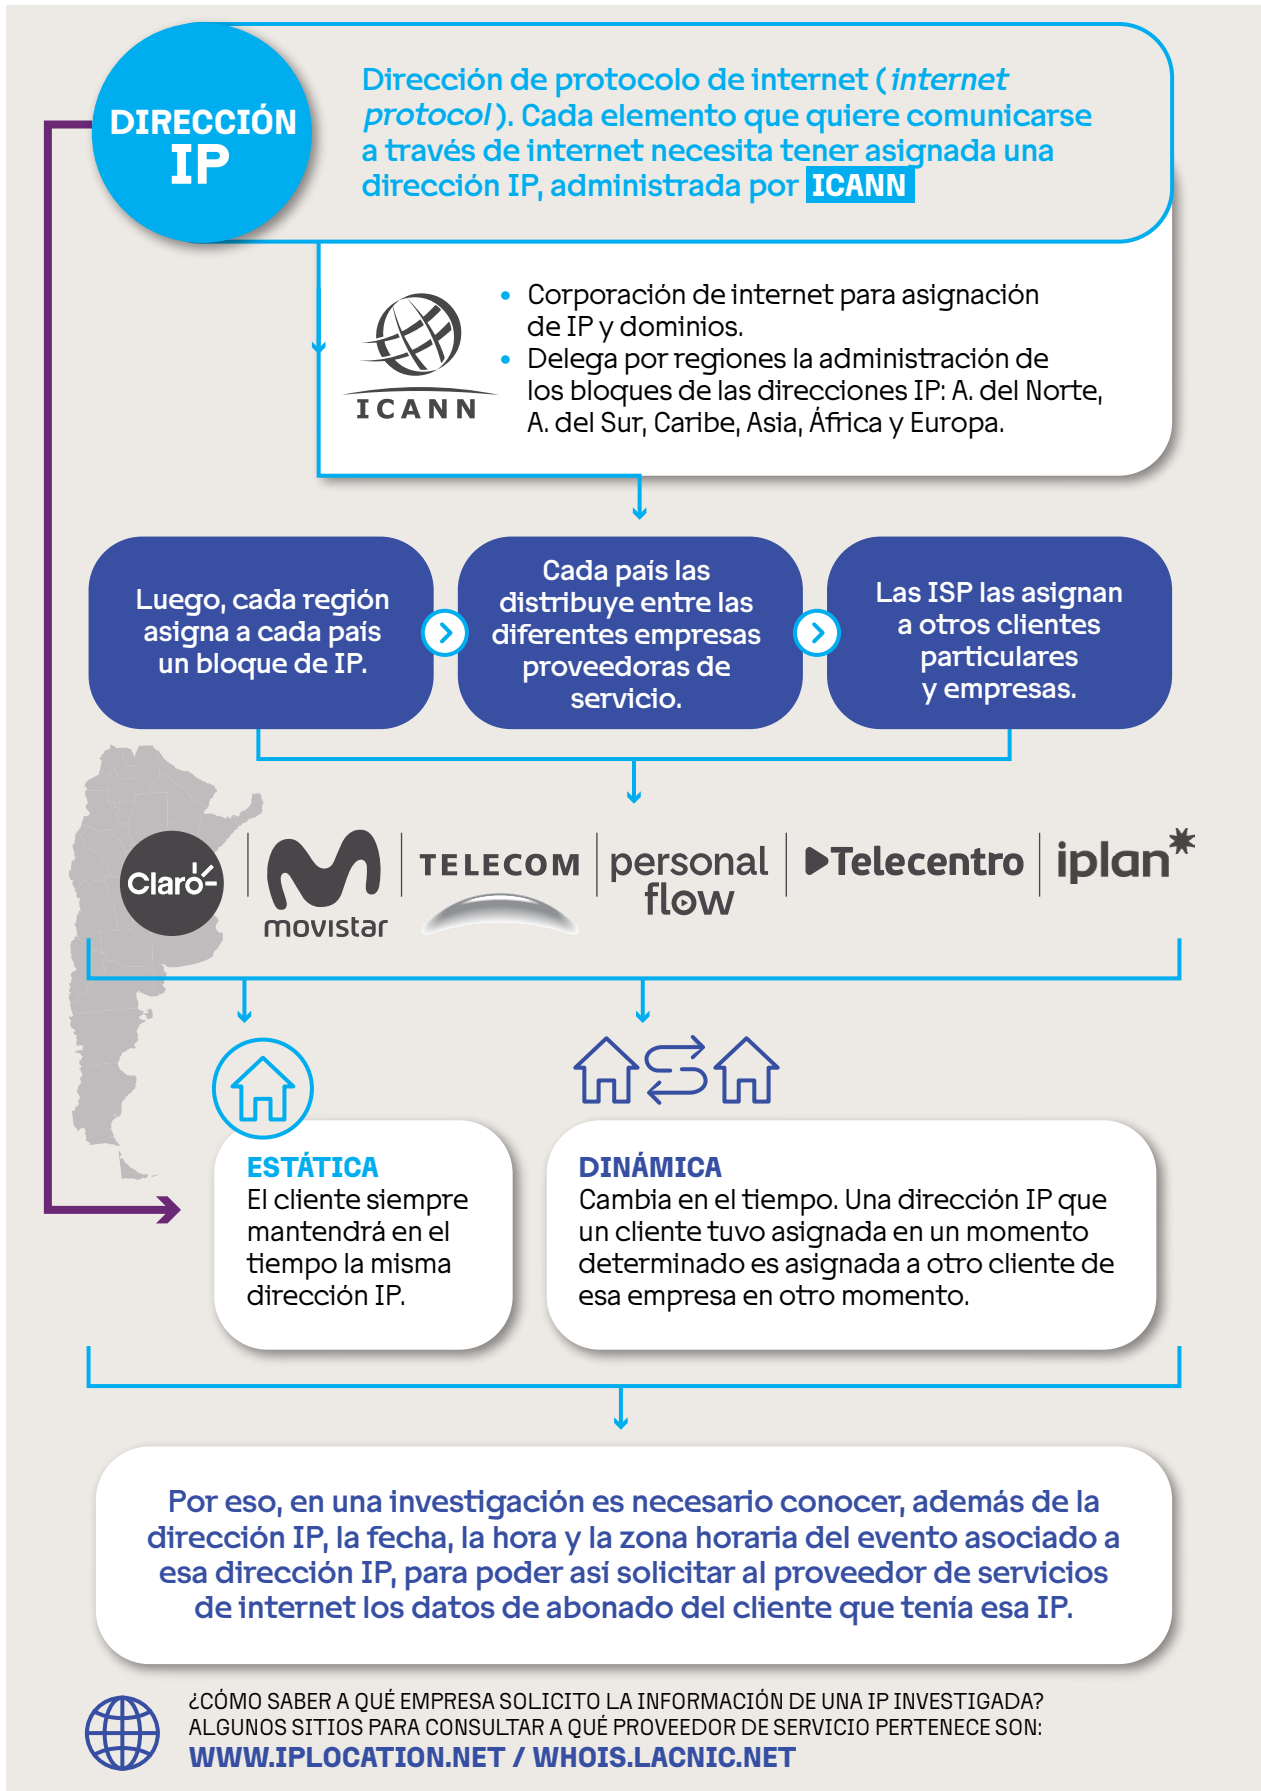 DIRECCIÓN
IP
Dirección de protocolo de internet (internet
protocol). Cada elemento que quiere comunicarse
a través de internet necesita tener asignada una
dirección IP, administrada por ICANN
ICANN
• Corporación de internet para asignación
de IP y dominios.
• Delega por regiones la administración de
los bloques de las direcciones IP: A. del Norte,
A. del Sur, Caribe, Asia, África y Europa.
Luego, cada región
asigna a cada país
un bloque de IP.
Cada país las
distribuye entre las
diferentes empresas
proveedoras de
servicio.
Las ISP las asignan
a otros clientes
particulares
y empresas.
Claro
movistar
TELECOM
personal
flow
Telecentro
iplan
ESTÁTICA
El cliente siempre
mantendrá en el
tiempo la misma
dirección IP.
DINÁMICA
Cambia en el tiempo. Una dirección IP que
un cliente tuvo asignada en un momento
determinado es asignada a otro cliente de
esa empresa en otro momento.
Por eso, en una investigación es necesario conocer, además de la
dirección IP, la fecha, la hora y la zona horaria del evento asociado a
esa dirección IP, para poder así solicitar al proveedor de servicios
de internet los datos de abonado del cliente que tenía esa IP.
¿CÓMO SABER A QUÉ EMPRESA SOLICITO LA INFORMACIÓN DE UNA IP INVESTIGADA?
ALGUNOS SITIOS PARA CONSULTAR A QUÉ PROVEEDOR DE SERVICIO PERTENECE SON:
WWW.IPLOCATION.NET / WHOIS.LACNIC.NET